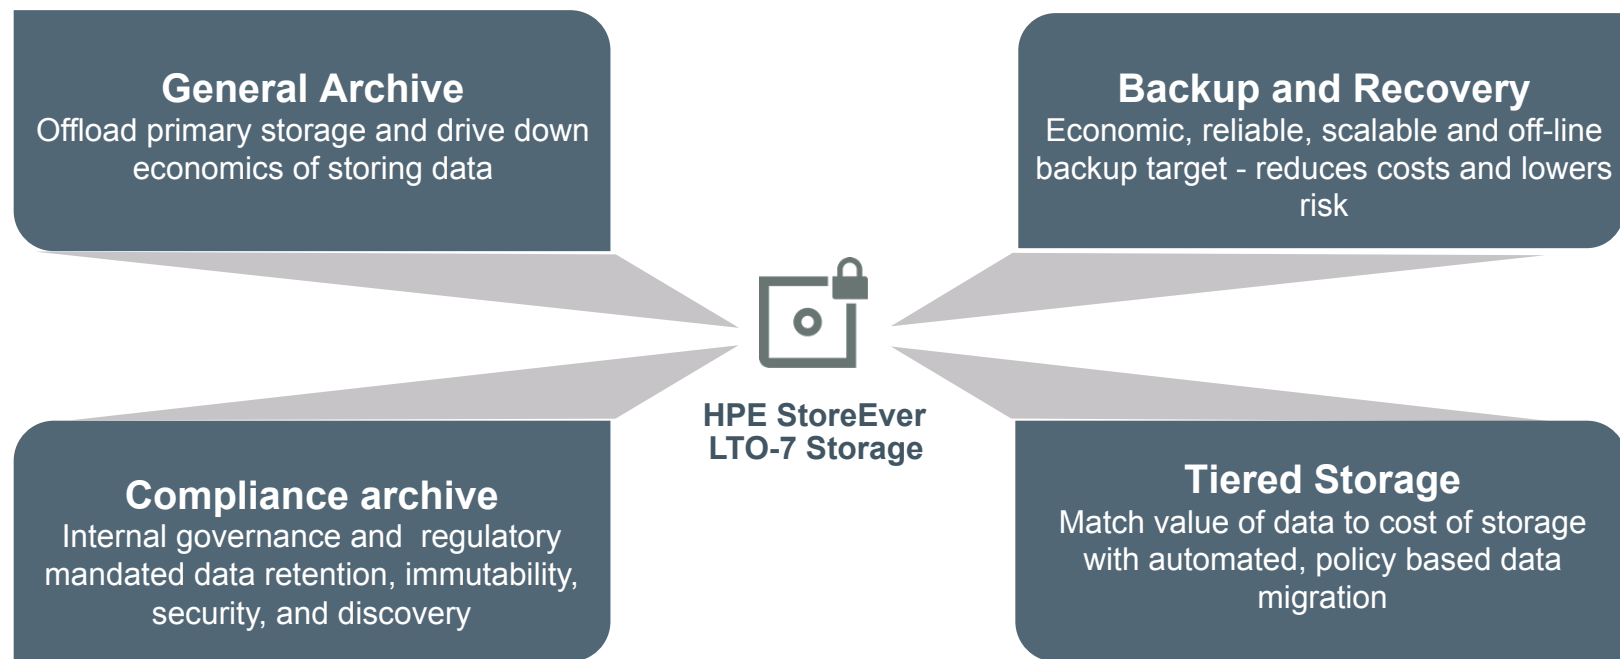 General Archive
Offload primary storage and drive down
economics of storing data
Backup and Recovery
Economic, reliable, scalable and off-line
backup target - reduces costs and lowers
risk
HPE StoreEver
LTO-7 Storage
Compliance archive
Internal governance and  regulatory
mandated data retention, immutability,
security, and discovery
Tiered Storage
Match value of data to cost of storage
with automated, policy based data
migration